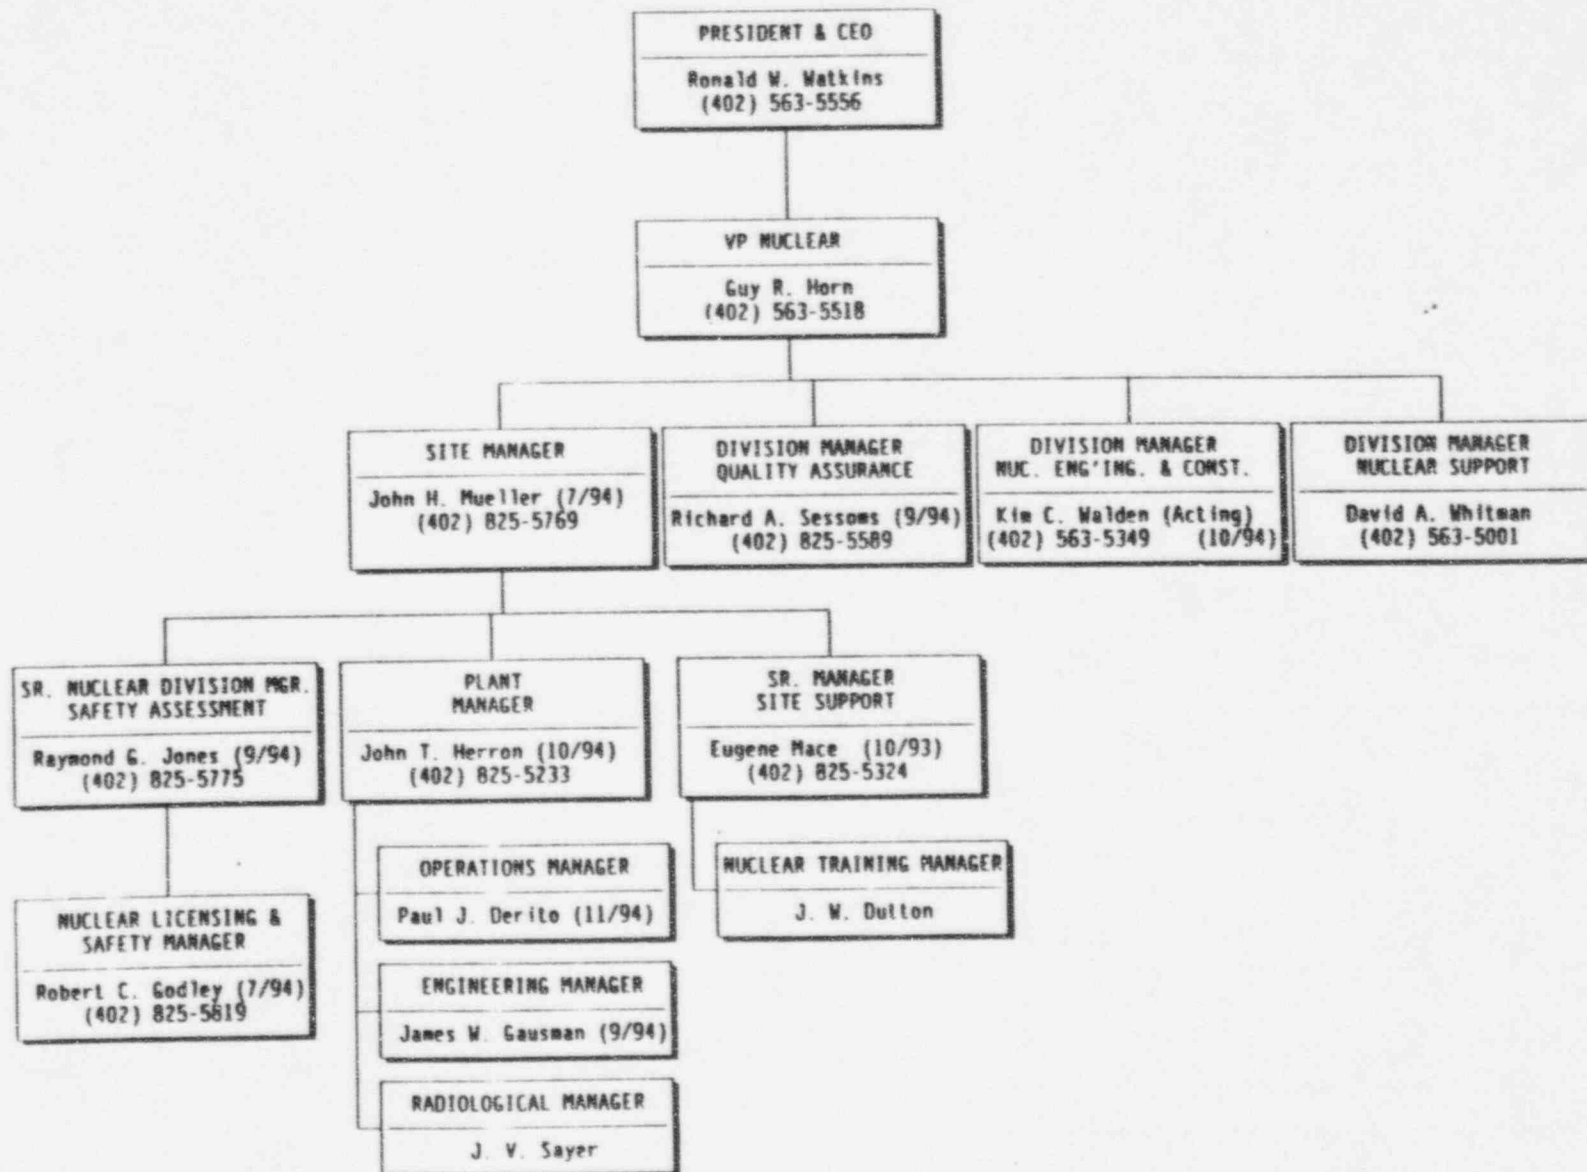 PRESIDENT & CEO
Ronald W. Watkins
(402) 563-5556
VP NUCLEAR
Guy R. Horn
(402) 563-5518
SITE MANAGER
John H. Mueller (7/94)
(402) 825-5769
DIVISION MANAGER
QUALITY ASSURANCE
Richard A. Sessoms (9/94)
(402) 825-5589
DIVISION MANAGER
NUC. ENG'ING. & CONST.
Kim C. Walden (Acting)
(402) 563-5349 (10/94)
DIVISION MANAGER
NUCLEAR SUPPORT
David A. Whitman
(402) 563-5001
SR. NUCLEAR DIVISION MGR.
SAFETY ASSESSMENT
Raymond G. Jones (9/94)
(402) 825-5775
PLANT
MANAGER
John T. Herron (10/94)
(402) 825-5233
SR. MANAGER
SITE SUPPORT
Eugene Mace (10/93)
(402) 825-5324
NUCLEAR LICENSING &
SAFETY MANAGER
Robert C. Godley (7/94)
(402) 825-5819
OPERATIONS MANAGER
Paul J. Derito (11/94)
ENGINEERING MANAGER
James W. Gausman (9/94)
RADIOLOGICAL MANAGER
J. V. Sayer
NUCLEAR TRAINING MANAGER
J. W. Dutton